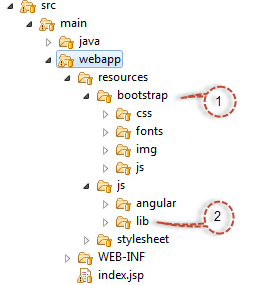 src
main
java
webapp
resources
bootstrap
1
css
fonts
img
js
js
angular
lib
2
stylesheet
WEB-INF
index.jsp